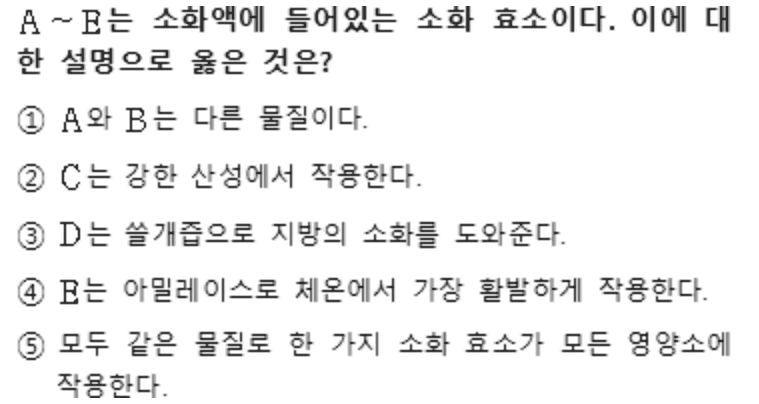 A ~ E는 소화액에 들어있는 소화 효소이다. 이에 대
한 설명으로 옳은 것은?
① A와 B는 다른 물질이다.
② C는 강한 산성에서 작용한다.
③ D는 쓸개즙으로 지방의 소화를 도와준다.
④ E는 아밀레이스로 체온에서 가장 활발하게 작용한다.
⑤ 모두 같은 물질로 한 가지 소화 효소가 모든 영양소에
작용한다.